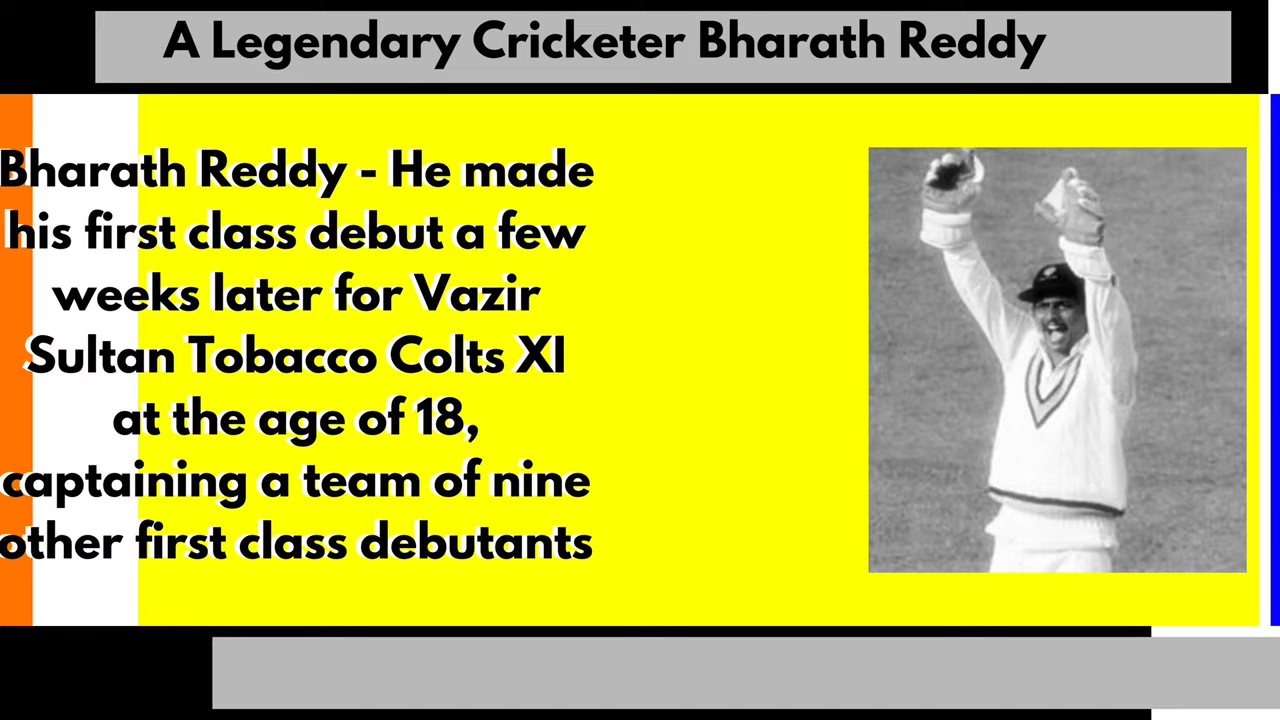 A Legendary Cricketer Bharath Reddy
Bharath Reddy - He made
his first class debut a few
weeks later for Vazir
Sultan Tobacco Colts XI
at the age of 18,
captaining a team of nine
other first class debutants